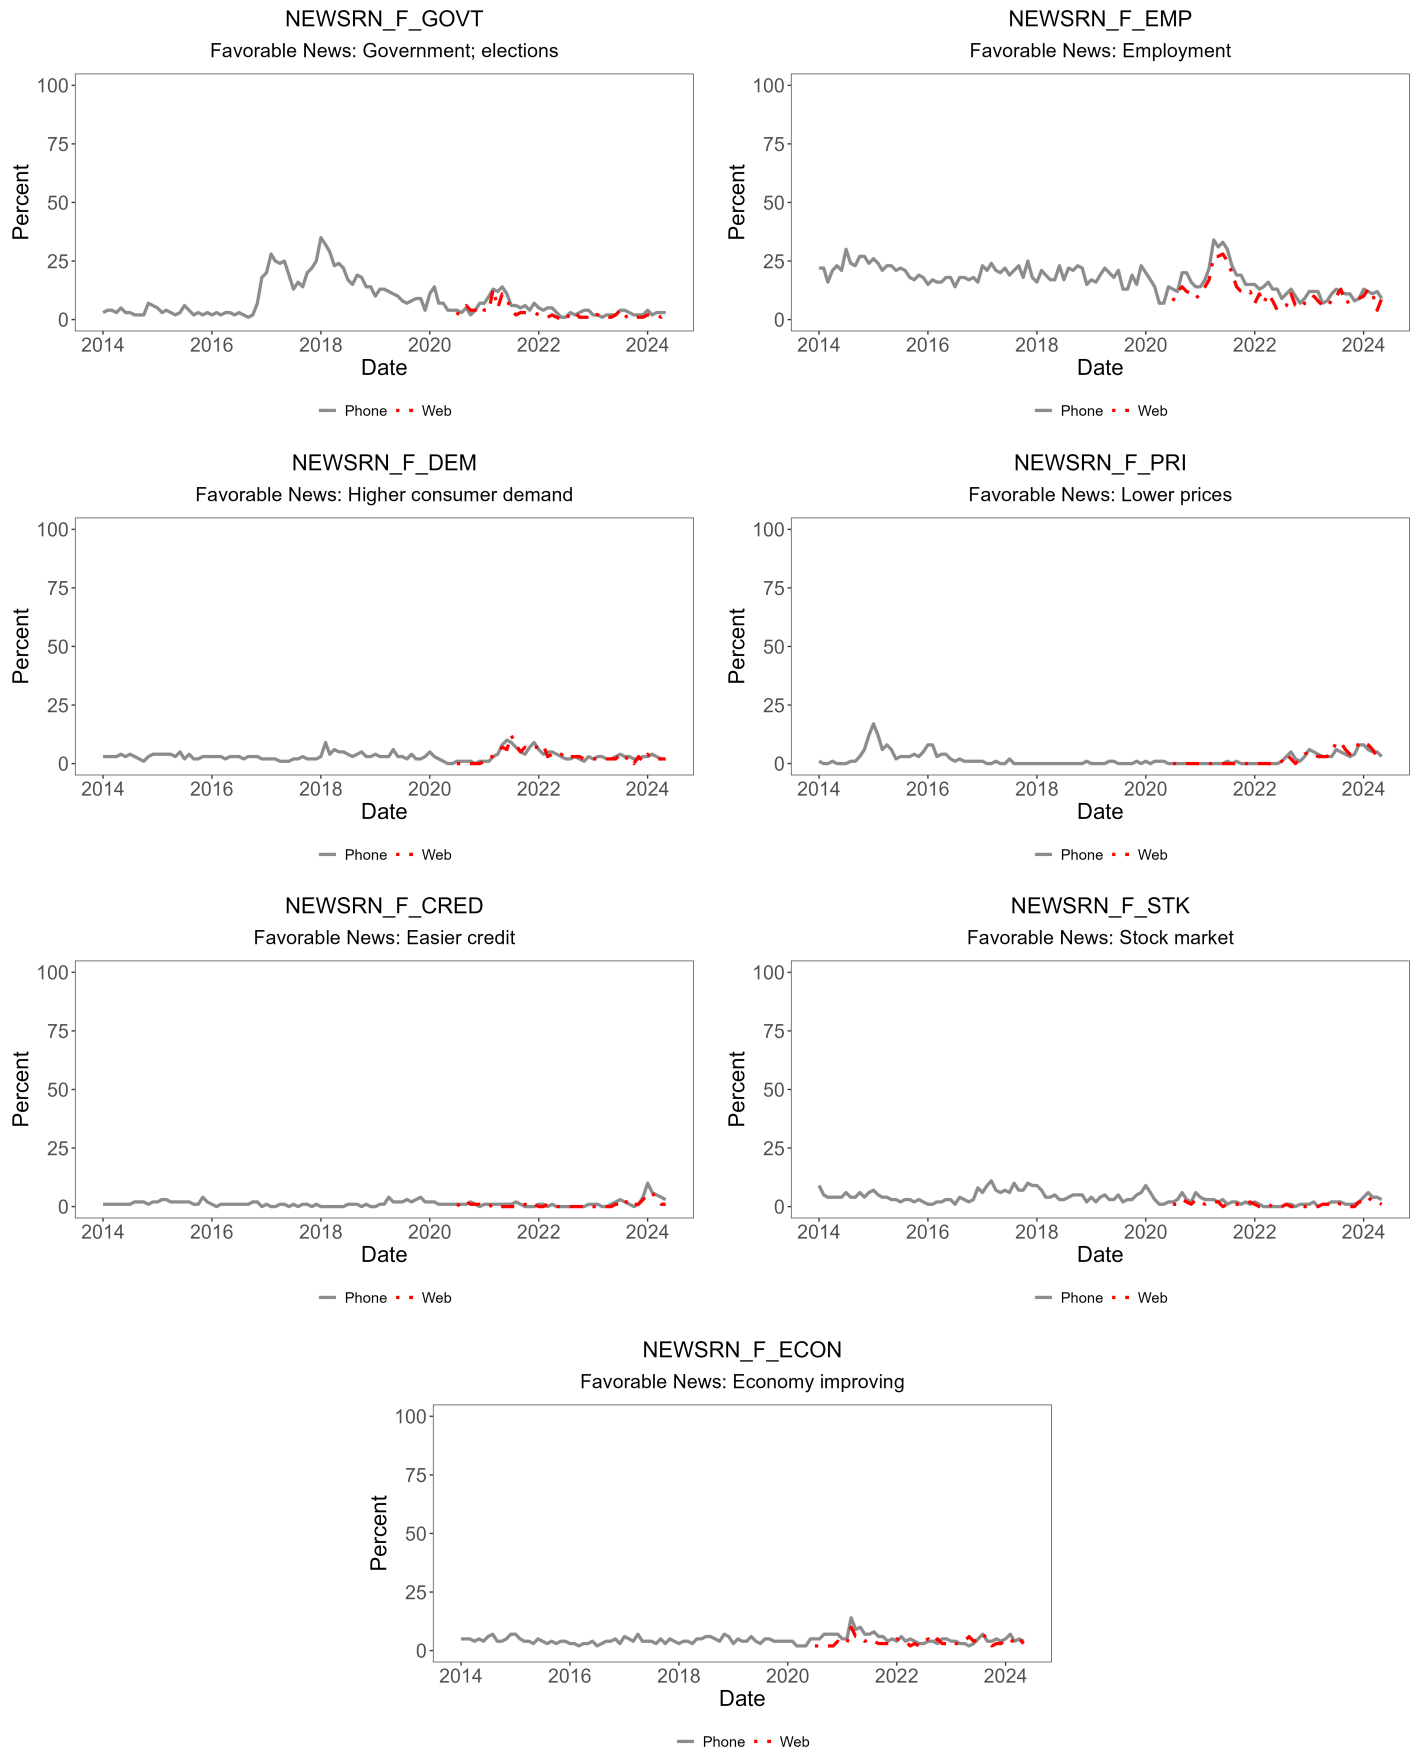 NEWSRN_F_GOVT
Favorable News: Government; elections
100
75
50
25
0
Percent
2014 2016 2018 2020 2022 2024
Date
Phone Web
NEWSRN_F_EMP
Favorable News: Employment
100
75
50
25
0
Percent
2014 2016 2018 2020 2022 2024
Date
Phone Web
NEWSRN_F_DEM
Favorable News: Higher consumer demand
100
75
50
25
0
Percent
2014 2016 2018 2020 2022 2024
Date
Phone Web
NEWSRN_F_PRI
Favorable News: Lower prices
100
75
50
25
0
Percent
2014 2016 2018 2020 2022 2024
Date
Phone Web
NEWSRN_F_CRED
Favorable News: Easier credit
100
75
50
25
0
Percent
2014 2016 2018 2020 2022 2024
Date
Phone Web
NEWSRN_F_STK
Favorable News: Stock market
100
75
50
25
0
Percent
2014 2016 2018 2020 2022 2024
Date
Phone Web
NEWSRN_F_ECON
Favorable News: Economy improving
100
75
50
25
0
Percent
2014 2016 2018 2020 2022 2024
Date
Phone Web